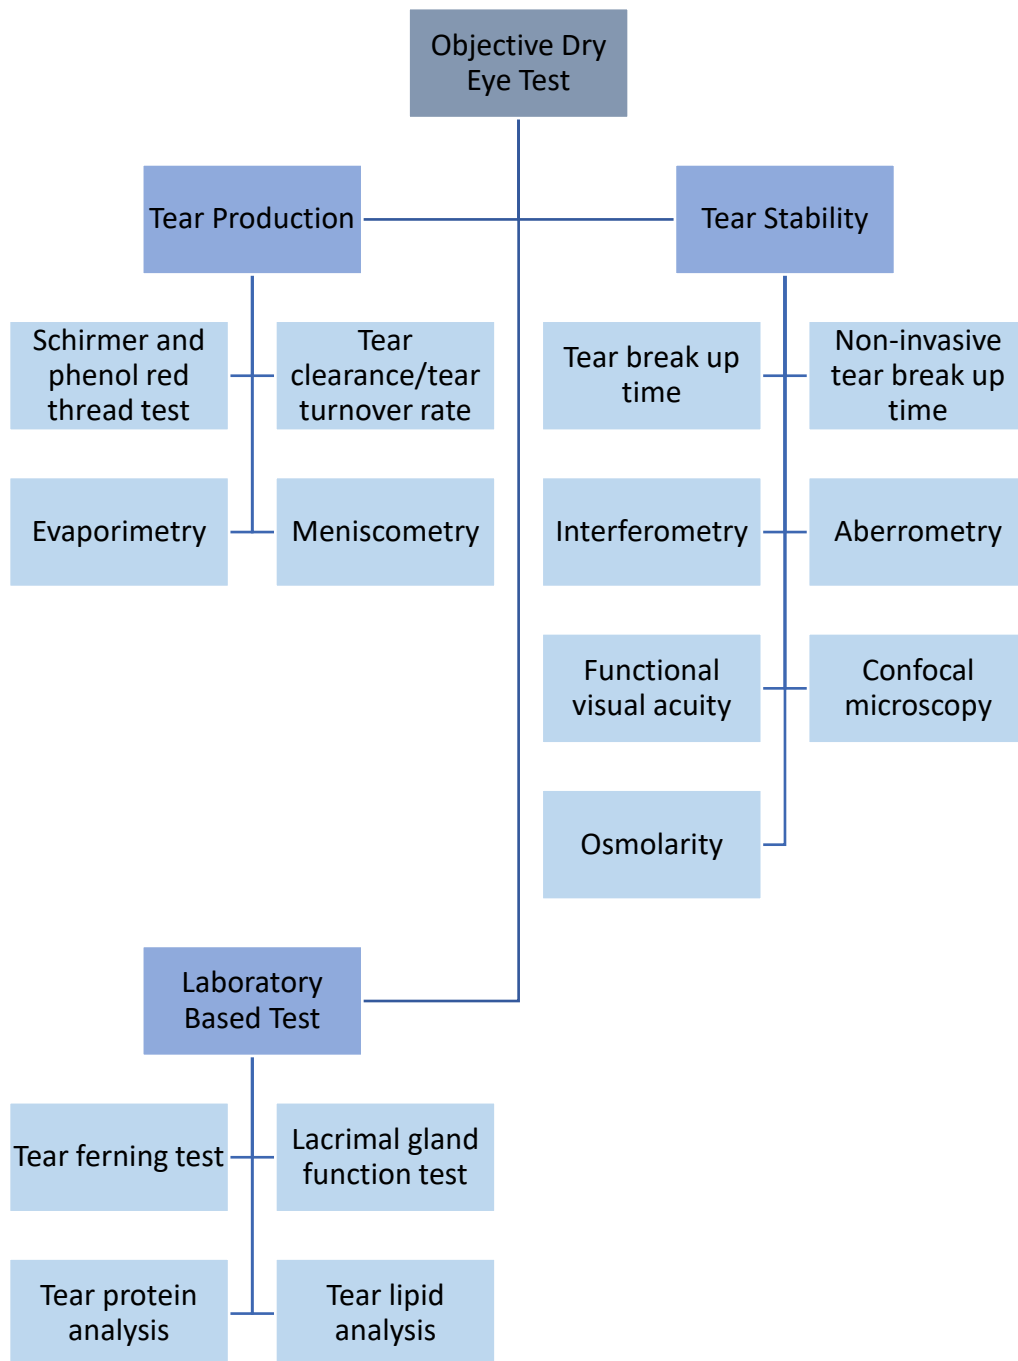 Objective Dry
Eye Test
Tear Production
Tear Stability
Schirmer and
phenol red
thread test
Tear
clearance/tear
turnover rate
Tear break up
time
Non-invasive
tear break up
time
Evaporimetry
Meniscometry
Interferometry
Aberrometry
Functional
visual acuity
Confocal
microscopy
Osmolarity
Laboratory
Based Test
Tear ferning test
Lacrimal gland
function test
Tear protein
analysis
Tear lipid
analysis